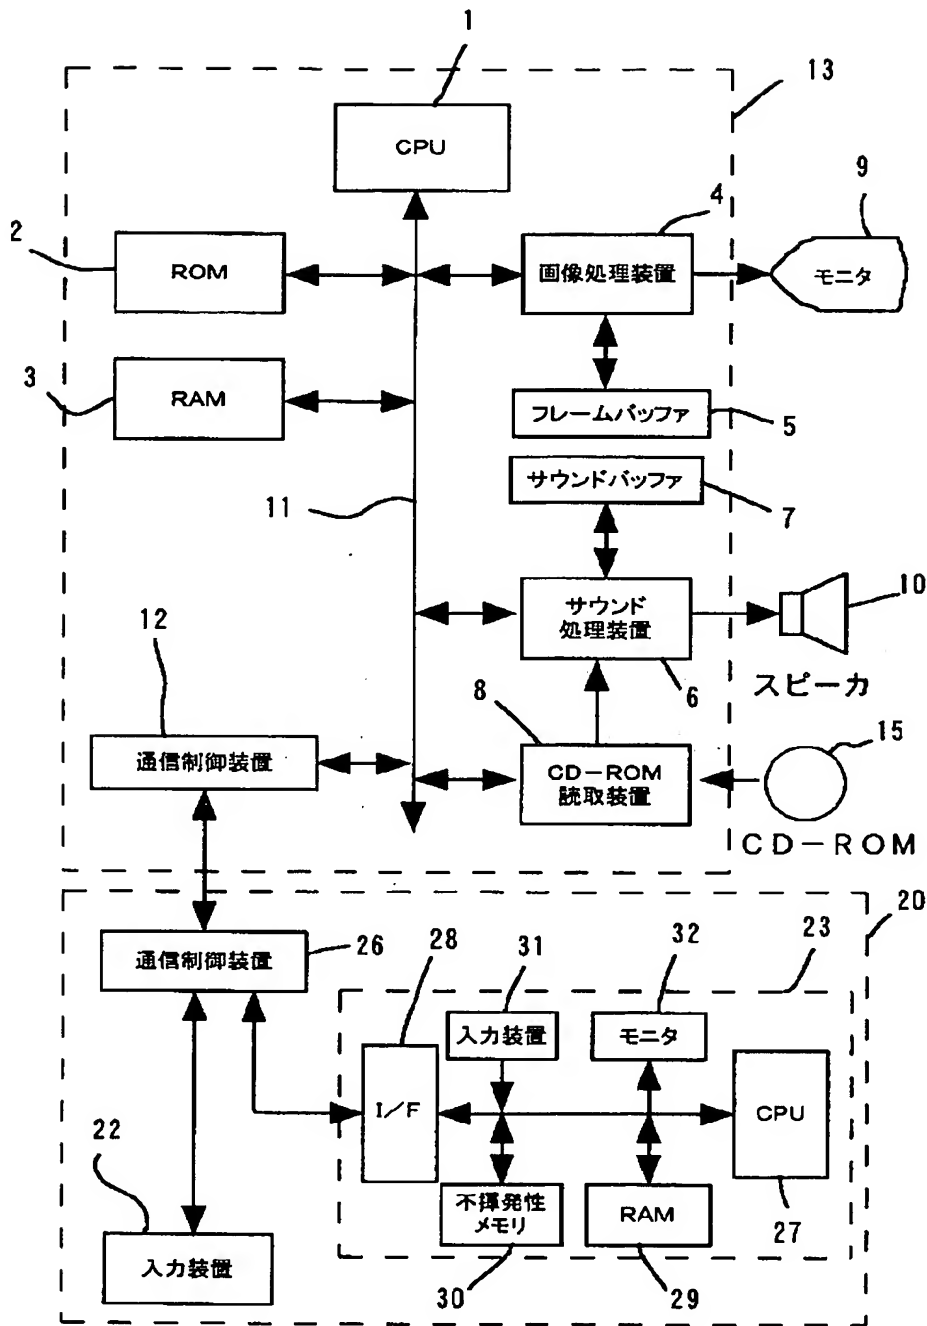 1
13
CPU
9
4
2
ROM
画像処理装置
モニタ
3
RAM
フレームバッファ
5
サウンドバッファ
11
7
10
12
サウンド
処理装置
6
スピーカ
8
15
通信制御装置
CD-ROM
読取装置
CD-ROM
20
通信制御装置
26
28
31
32
23
入力装置
モニタ
I/F
CPU
22
不揮発性
メモリ
RAM
27
入力装置
30
29